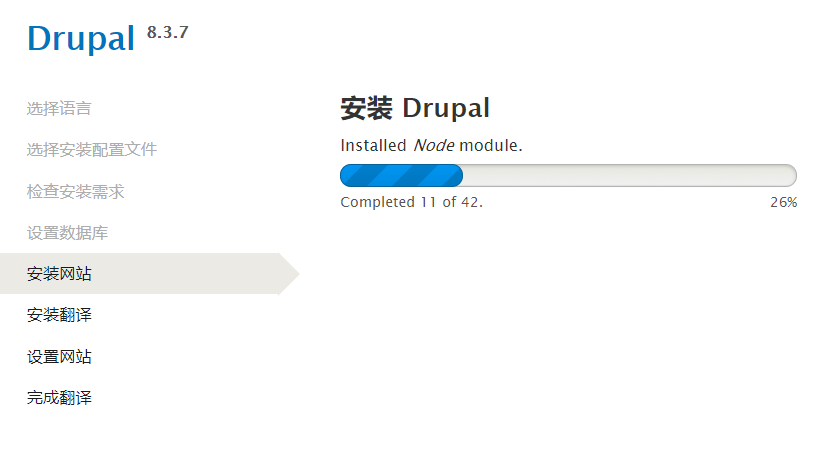 Drupal 8.3.7
选择语言
选择安装配置文件
检查安装需求
设置数据库
安装网站
安装翻译
设置网站
完成翻译
安装 Drupal
Installed Node module.
Completed 11 of 42. 26%